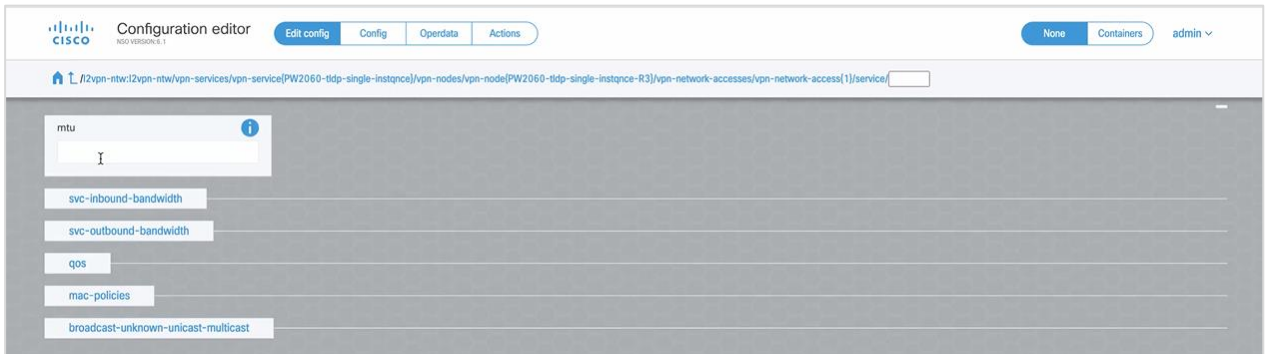 CISCO
Configuration editor
NSO VERSION:6.1
Edit config Config Operdata Actions
None Containers
admin
/l2vpn-ntw:l2vpn-ntw/vpn-services/vpn-service{PW2060-tldp-single-instqnce}/vpn-nodes/vpn-node{PW2060-tldp-single-instqnce-R3}/vpn-network-accesses/vpn-network-access{1}/service/
mtu
i
svc-inbound-bandwidth
svc-outbound-bandwidth
qos
mac-policies
broadcast-unknown-unicast-multicast